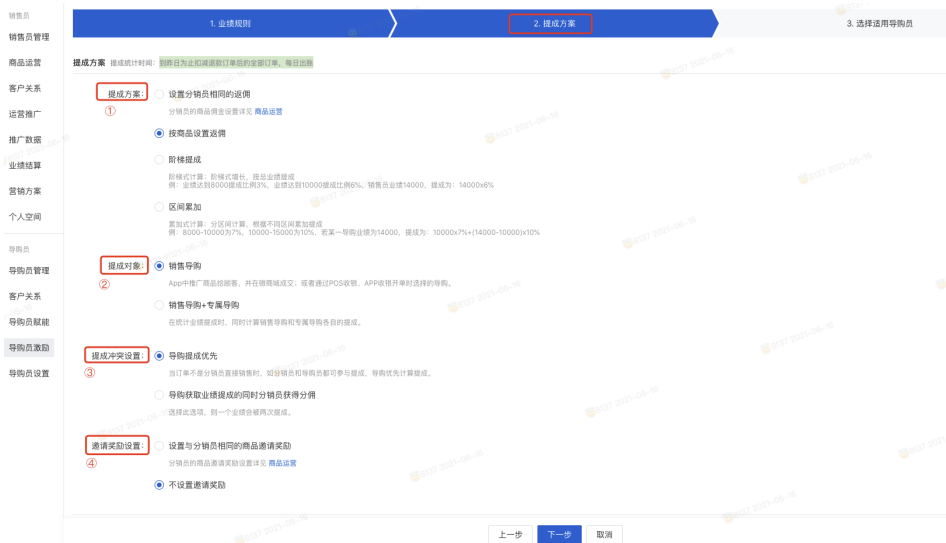 销售员
销售员管理
商品运营
客户关系
运营推广
推广数据
业绩结算
营销方案
个人空间
导购员
导购员管理
客户关系
导购员赋能
导购员激励
导购员设置
1. 业绩规则
2. 提成方案
3. 选择适用导购员
提成方案 提成统计时间: 到昨日为止扣减退款订单后的全部订单, 每日出账
提成方案: 设置分销员相同的返佣
① 分销员的商品佣金设置详见 商品运营
按商品设置返佣
阶梯提成
阶梯式计算: 阶梯式增长, 按总业绩提成
例: 业绩达到8000提成比例3%, 业绩达到10000提成比例6%, 销售员业绩14000, 提成为: 14000x6%
区间累加
累加式计算: 分区间计算, 根据不同区间累加提成
例: 8000-10000为7%, 10000-15000为10%, 若某一导购业绩为14000, 提成为: 10000x7%+(14000-10000)x10%
提成对象: 销售导购
② App中推广商品给顾客, 并在微商城成交; 或者通过POS收银, APP收银开单时选择的导购。
销售导购+专属导购
在统计业绩提成时, 同时计算销售导购和专属导购各自的提成。
提成冲突设置: 导购提成优先
③ 当订单不是分销员直接销售时, 如分销员和导购员都可参与提成, 导购优先计算提成。
导购获取业绩提成的同时分销员获得分佣
选择此选项, 则一个业绩会被两次提成。
邀请奖励设置: 设置与分销员相同的商品邀请奖励
④ 分销员的商品邀请奖励设置详见 商品运营
不设置邀请奖励
上一步 下一步 取消